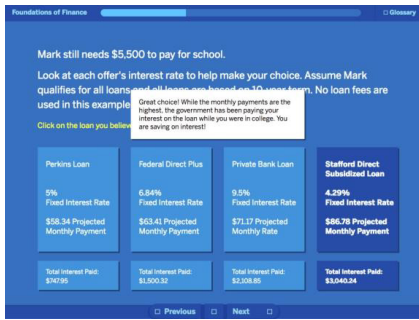 Foundations of Finance
Glossary
Mark still needs $5,500 to pay for school.
Look at each offer's interest rate to help make your choice. Assume Mark
qualifies for all loans and all loans are based on 10-year term. No loan fees are
used in this example
Click on the loan you believe
Great choice! While the monthly payments are the
highest, the government has been paying your
interest on the loan while you were in college. You
are saving on interest!
Perkins Loan
5%
Fixed Interest Rate
$58.34 Projected
Monthly Payment
Federal Direct Plus
6.84%
Fixed Interest Rate
$63.41 Projected
Monthly Payment
Private Bank Loan
9.5%
Fixed Interest Rate
$71.17 Projected
Monthly Rate
Stafford Direct
Subsidized Loan
4.29%
Fixed Interest Rate
$86.78 Projected
Monthly Payment
Total Interest Paid:
$747.95
Total Interest Paid:
$1,500.32
Total Interest Paid:
$2,108.85
Total Interest Paid:
$3,040.24
Previous
Next